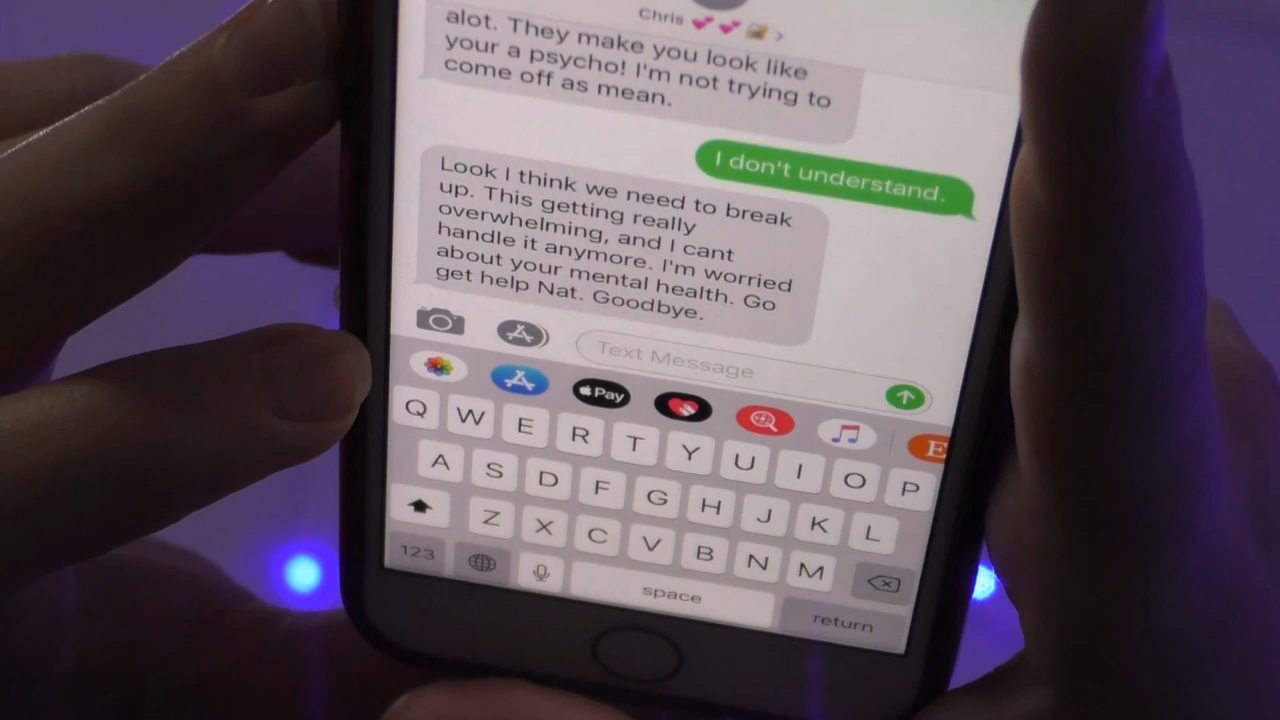 Chris 💕💕🔐 >
alot. They make you look like
your a psycho! I'm not trying to
come off as mean.
I don't understand.
Look I think we need to break
up. This getting really
overwhelming, and I cant
handle it anymore. I'm worried
about your mental health. Go
get help Nat. Goodbye.
Text Message
Pay
E
Q W E R T Y U I O P
A S D F G H J K L
Z X C V B N M
123 space return